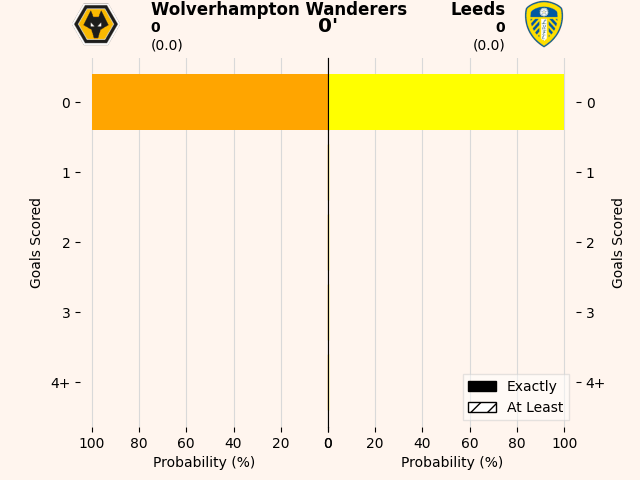 Wolverhampton Wanderers
0
(0.0)
0'
Leeds
0
(0.0)
Goals Scored
0
1
2
3
4+
0
1
2
3
4+
Goals Scored
Exactly
At Least
100 80 60 40 20 0 20 40 60 80 100
Probability (%) Probability (%)